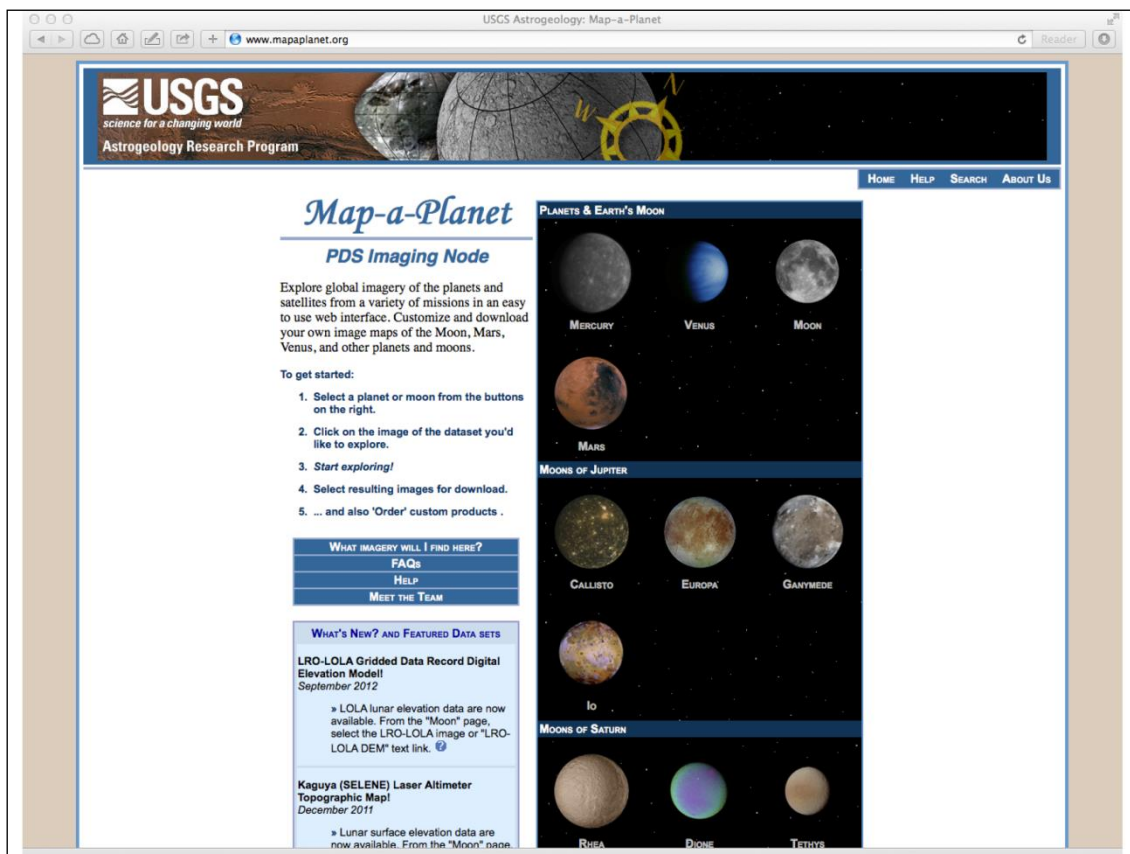 USGS Astrogeology: Map-a-Planet
www.mapaplanet.org
Reader
USGS
science for a changing world
Astrogeology Research Program
W
N
HOME HELP SEARCH ABOUT US
Map-a-Planet
PDS Imaging Node
Explore global imagery of the planets and
satellites from a variety of missions in an easy
to use web interface. Customize and download
your own image maps of the Moon, Mars,
Venus, and other planets and moons.
To get started:
1. Select a planet or moon from the buttons
on the right.
2. Click on the image of the dataset you'd
like to explore.
3. Start exploring!
4. Select resulting images for download.
5. ... and also 'Order' custom products .
WHAT IMAGERY WILL I FIND HERE?
FAQS
HELP
MEET THE TEAM
WHAT'S NEW? AND FEATURED DATA SETS
LRO-LOLA Gridded Data Record Digital
Elevation Model!
September 2012
» LOLA lunar elevation data are now
available. From the "Moon" page,
select the LRO-LOLA image or "LRO-
LOLA DEM" text link. ?
Kaguya (SELENE) Laser Altimeter
Topographic Map!
December 2011
» Lunar surface elevation data are
now available. From the "Moon" page,
PLANETS & EARTH'S MOON
MERCURY VENUS MOON
MARS
MOONS OF JUPITER
CALLISTO EUROPA GANYMEDE
IO
MOONS OF SATURN
RHEA DIONE TETHYS